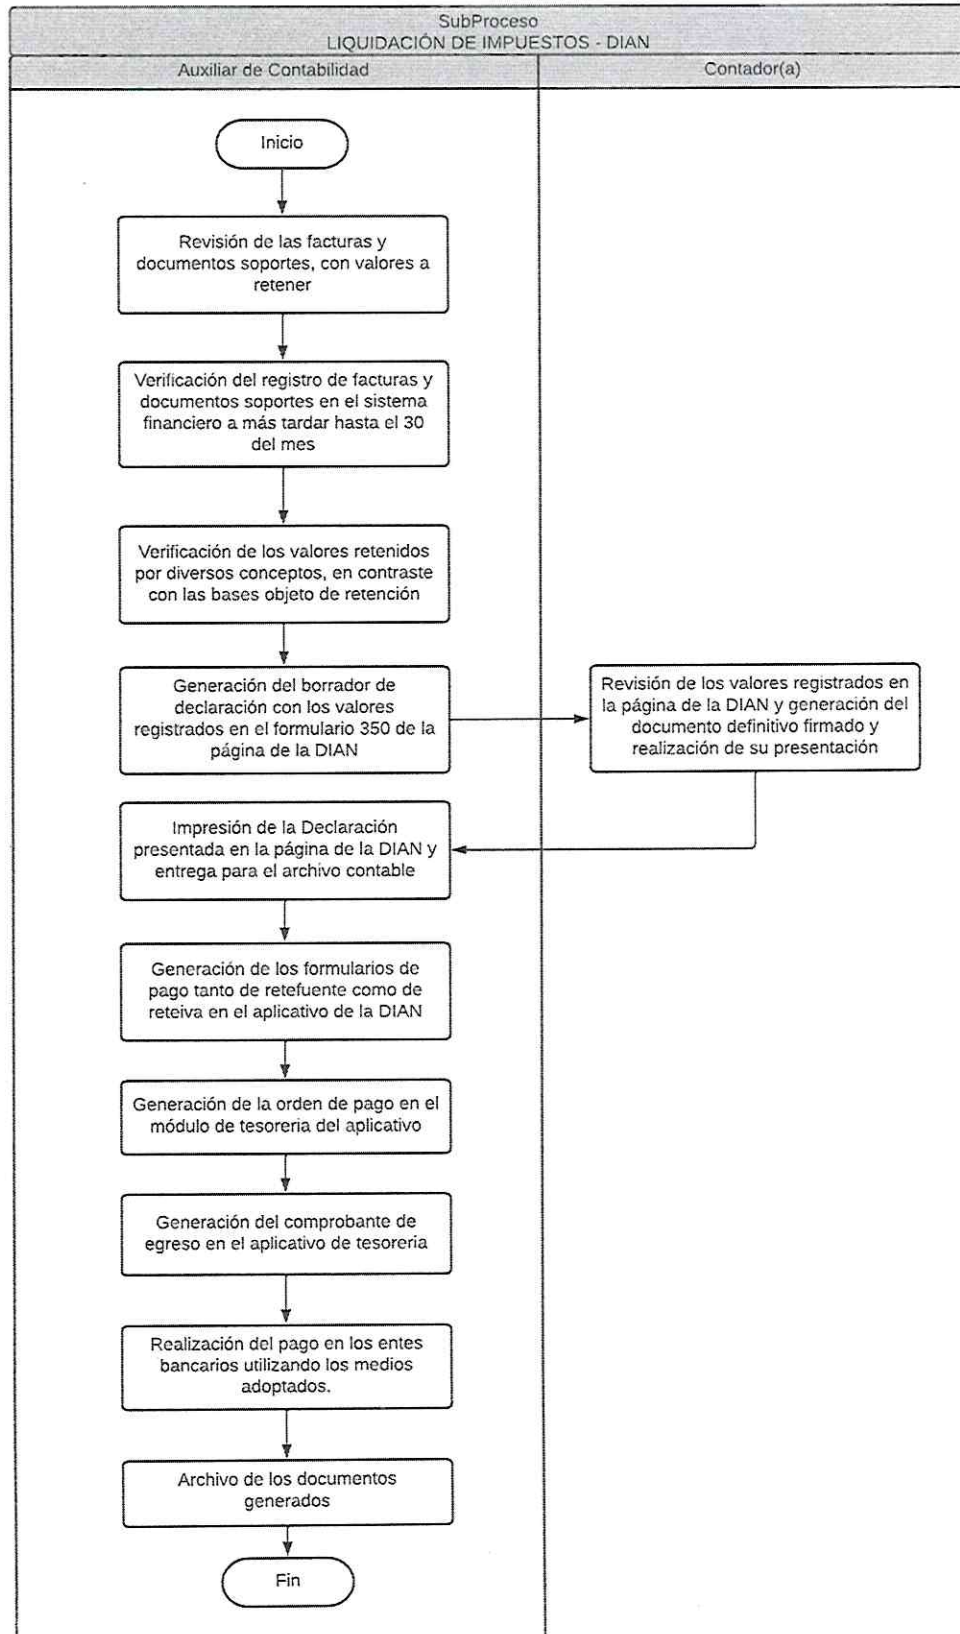 SubProceso
LIQUIDACIÓN DE IMPUESTOS - DIAN
Auxiliar de Contabilidad
Contador(a)
Inicio
Revisión de las facturas y
documentos soportes, con valores a
retener
Verificación del registro de facturas y
documentos soportes en el sistema
financiero a más tardar hasta el 30
del mes
Verificación de los valores retenidos
por diversos conceptos, en contraste
con las bases objeto de retención
Generación del borrador de
declaración con los valores
registrados en el formulario 350 de la
página de la DIAN
Revisión de los valores registrados en
la página de la DIAN y generación del
documento definitivo firmado y
realización de su presentación
Impresión de la Declaración
presentada en la página de la DIAN y
entrega para el archivo contable
Generación de los formularios de
pago tanto de retefuente como de
reteiva en el aplicativo de la DIAN
Generación de la orden de pago en el
módulo de tesoreria del aplicativo
Generación del comprobante de
egreso en el aplicativo de tesoreria
Realización del pago en los entes
bancarios utilizando los medios
adoptados.
Archivo de los documentos
generados
Fin